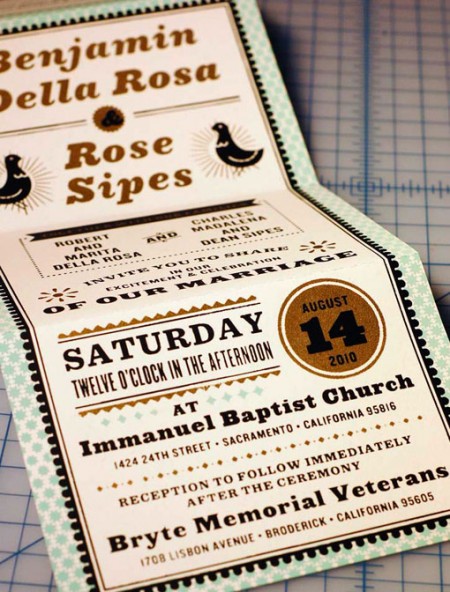 Benjamin
Della Rosa
&
Rose
Sipes
ROBERT
AND
MARITA
DELLA ROSA
AND
CHARLES
MADALENA
AND
DEAN SIPES
INVITE YOU TO SHARE
IN OUR
EXCITEMENT & CELEBRATION
OF OUR MARRIAGE
SATURDAY
TWELVE O'CLOCK IN THE AFTERNOON
AUGUST
14
2010
AT
Immanuel Baptist Church
1424 24TH STREET • SACRAMENTO • CALIFORNIA 95816
RECEPTION TO FOLLOW IMMEDIATELY
AFTER THE CEREMONY
Bryte Memorial Veterans
1708 LISBON AVENUE • BRODERICK • CALIFORNIA 95605